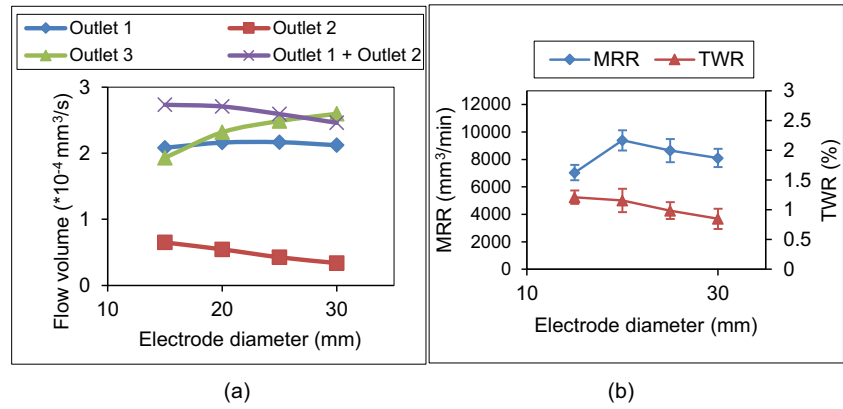 Outlet 1
Outlet 2
Outlet 3
Outlet 1 + Outlet 2
Flow volume (*10-4 mm3/s)
3
2
1
0
10
20
30
Electrode diameter (mm)
(a)
MRR
TWR
MRR (mm3/min)
12000
10000
8000
6000
4000
2000
0
3
2.5
2
1.5
1
0.5
0
TWR (%)
10
30
Electrode diameter (mm)
(b)